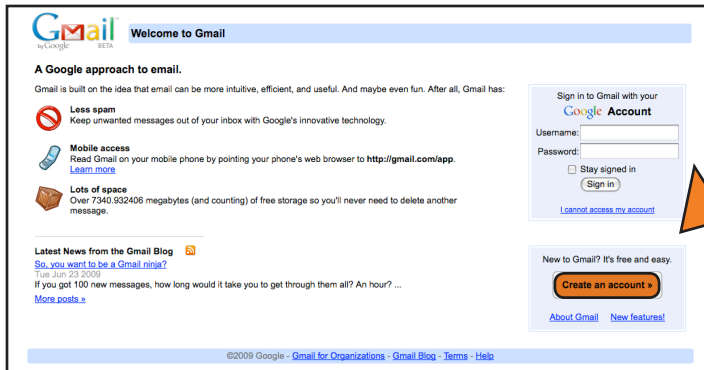 Gmail
by Google BETA
Welcome to Gmail
A Google approach to email.
Gmail is built on the idea that email can be more intuitive, efficient, and useful. And maybe even fun. After all, Gmail has:
Less spam
Keep unwanted messages out of your inbox with Google's innovative technology.
Mobile access
Read Gmail on your mobile phone by pointing your phone's web browser to http://gmail.com/app.
Learn more
Lots of space
Over 7340.932406 megabytes (and counting) of free storage so you'll never need to delete another
message.
Latest News from the Gmail Blog
So, you want to be a Gmail ninja?
Tue Jun 23 2009
If you got 100 new messages, how long would it take you to get through them all? An hour? ...
More posts »
Sign in to Gmail with your
Google Account
Username:
Password:
Stay signed in
Sign in
I cannot access my account
New to Gmail? It's free and easy.
Create an account »
About Gmail New features!
©2009 Google - Gmail for Organizations - Gmail Blog - Terms - Help